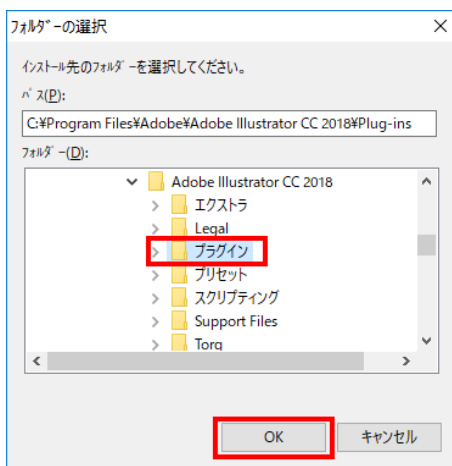 ﾌｫﾙﾀﾞｰの選択
ｲﾝｽﾄｰﾙ先のﾌｫﾙﾀﾞｰを選択してください。
ﾊﾟｽ(P):
C:¥Program Files¥Adobe¥Adobe Illustrator CC 2018¥Plug-ins
ﾌｫﾙﾀﾞｰ(D):
Adobe Illustrator CC 2018
エクストラ
Legal
プラグイン
プリセット
スクリプティング
Support Files
Torq
OK キャンセル